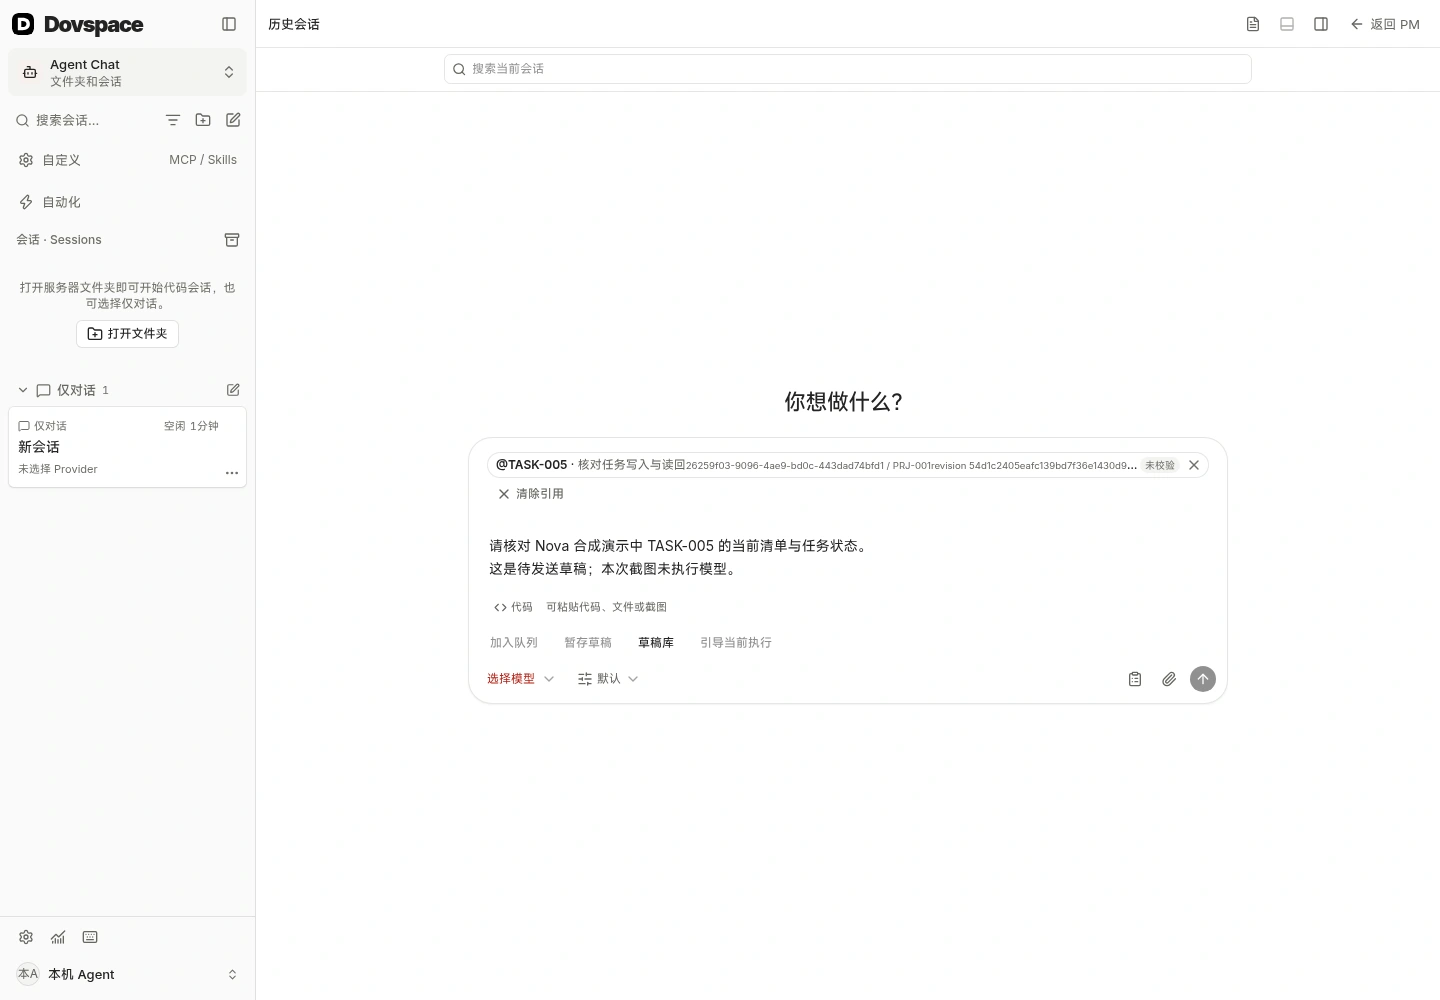 Dovspace
Agent Chat
文件夹和会话
搜索会话...
自定义
MCP / Skills
自动化
会话 · Sessions
打开服务器文件夹即可开始代码会话，也
可选择仅对话。
打开文件夹
仅对话 1
仅对话
空闲 1分钟
新会话
未选择 Provider
本A
本机 Agent
历史会话
返回 PM
搜索当前会话
你想做什么?
@TASK-005 · 核对任务写入与读回26259f03-9096-4ae9-bd0c-443dad74bfd1 / PRJ-001revision 54d1c2405eafc139bd7f36e1430d9... 未校验
清除引用
请核对 Nova 合成演示中 TASK-005 的当前清单与任务状态。
这是待发送草稿；本次截图未执行模型。
代码 可粘贴代码、文件或截图
加入队列 暂存草稿 草稿库 引导当前执行
选择模型 默认